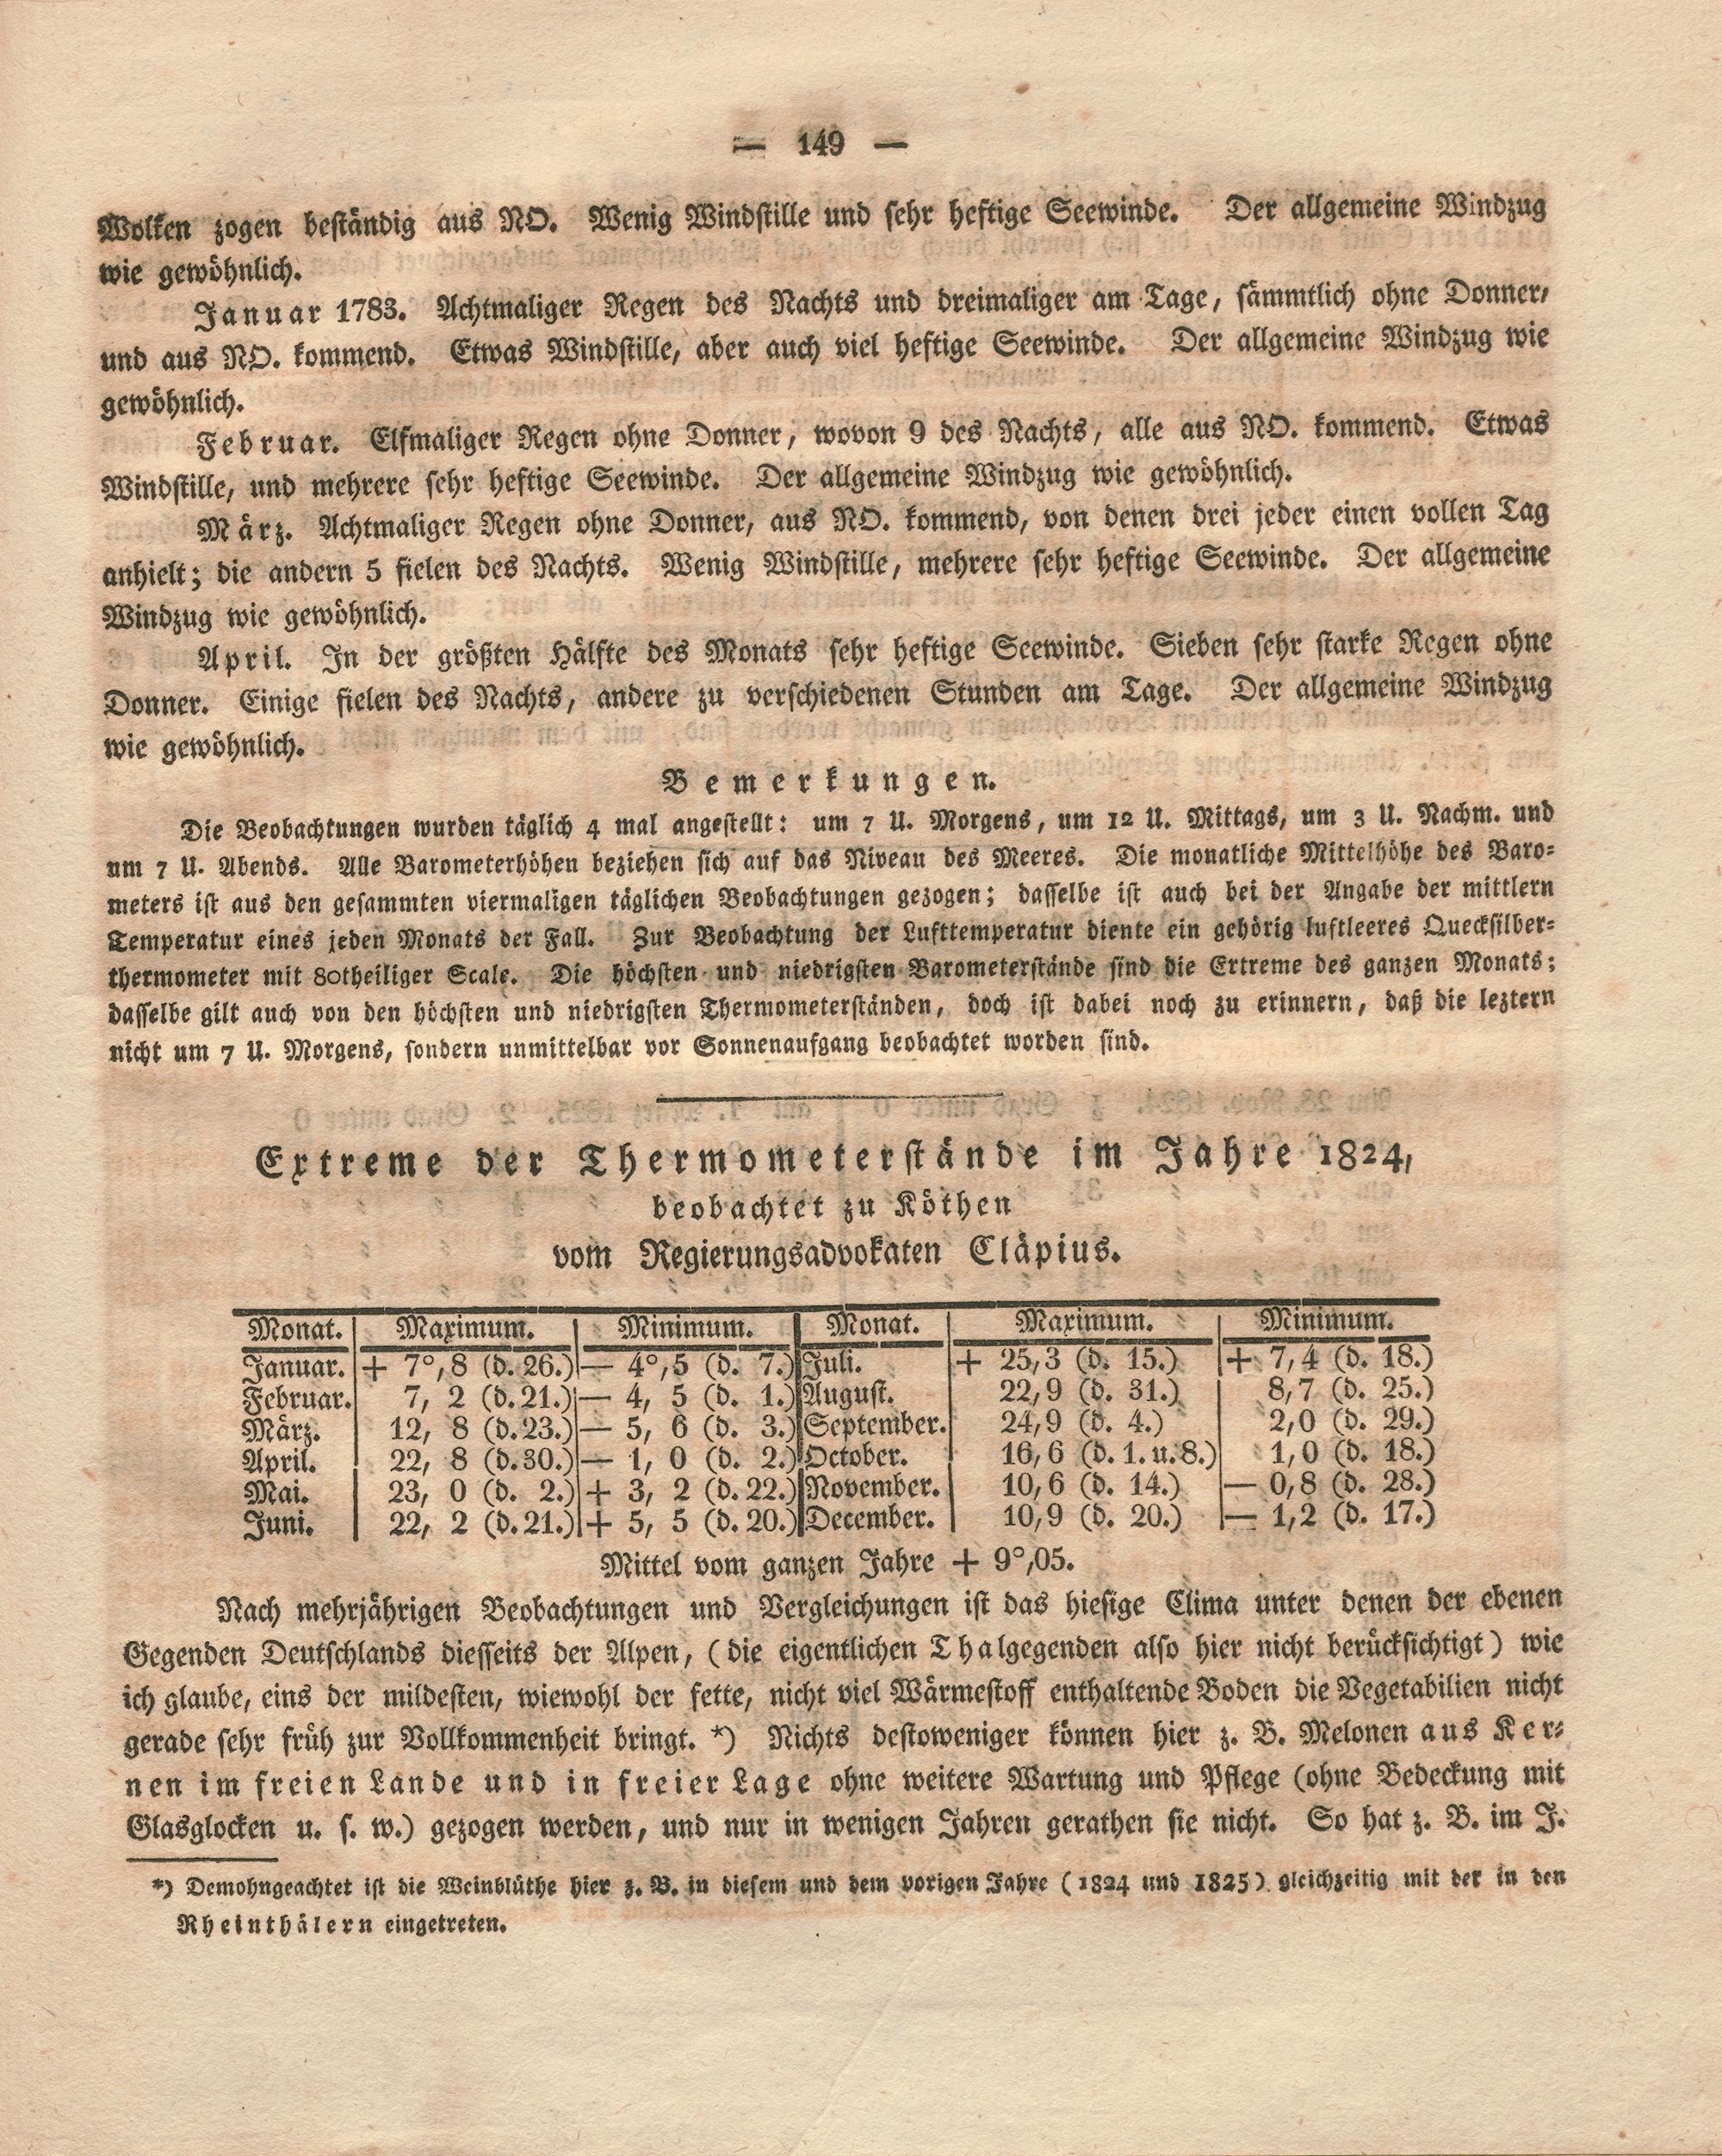 — 149 —
Wolken zogen beständig aus NO. Wenig Windstille und sehr heftige Seewinde. Der allgemeine Windzug
wie gewöhnlich.
Januar 1783. Achtmaliger Regen des Nachts und dreimaliger am Tage, sämmtlich ohne Donner,
und aus NO. kommend. Etwas Windstille, aber auch viel heftige Seewinde. Der allgemeine Windzug wie
gewöhnlich.
Februar. Elfmaliger Regen ohne Donner, wovon 9 des Nachts, alle aus NO. kommend. Etwas
Windstille, und mehrere sehr heftige Seewinde. Der allgemeine Windzug wie gewöhnlich.
März. Achtmaliger Regen ohne Donner, aus NO. kommend, von denen drei jeder einen vollen Tag
anhielt; die andern 5 fielen des Nachts. Wenig Windstille, mehrere sehr heftige Seewinde. Der allgemeine
Windzug wie gewöhnlich.
April. In der größten Hälfte des Monats sehr heftige Seewinde. Sieben sehr starke Regen ohne
Donner. Einige fielen des Nachts, andere zu verschiedenen Stunden am Tage. Der allgemeine Windzug
wie gewöhnlich.
Bemerkungen.
Die Beobachtungen wurden täglich 4 mal angestellt: um 7 U. Morgens, um 12 U. Mittags, um 3 U. Nachm. und
um 7 U. Abends. Alle Barometerhöhen beziehen sich auf das Niveau des Meeres. Die monatliche Mittelhöhe des Baro-
meters ist aus den gesammten viermaligen täglichen Beobachtungen gezogen; dasselbe ist auch bei der Angabe der mittlern
Temperatur eines jeden Monats der Fall. Zur Beobachtung der Lufttemperatur diente ein gehörig luftleeres Quecksilber-
thermometer mit 80theiliger Scale. Die höchsten und niedrigsten Barometerstände sind die Extreme des ganzen Monats;
dasselbe gilt auch von den höchsten und niedrigsten Thermometerständen, doch ist dabei noch zu erinnern, daß die leztern
nicht um 7 U. Morgens, sondern unmittelbar vor Sonnenaufgang beobachtet worden sind.
Extreme der Thermometerstände im Jahre 1824,
beobachtet zu Köthen
vom Regierungsadvokaten Cläpius.
Monat. Maximum. Minimum. Monat. Maximum. Minimum.
Januar. + 7°,8 (d. 26.) — 4°,5 (d. 7.) Juli. + 25,3 (d. 15.) + 7,4 (d. 18.)
Februar. 7, 2 (d. 21.) — 4, 5 (d. 1.) August. 22,9 (d. 31.) 8,7 (d. 25.)
März. 12, 8 (d. 23.) — 5, 6 (d. 3.) September. 24,9 (d. 4.) 2,0 (d. 29.)
April. 22, 8 (d. 30.) — 1, 0 (d. 2.) October. 16,6 (d. 1. u. 8.) 1,0 (d. 18.)
Mai. 23, 0 (d. 2.) + 3, 2 (d. 22.) November. 10,6 (d. 14.) — 0,8 (d. 28.)
Juni. 22, 2 (d. 21.) + 5, 5 (d. 20.) December. 10,9 (d. 20.) — 1,2 (d. 17.)
Mittel vom ganzen Jahre + 9°,05.
Nach mehrjährigen Beobachtungen und Vergleichungen ist das hiesige Clima unter denen der ebenen
Gegenden Deutschlands diesseits der Alpen, (die eigentlichen Thalgegenden also hier nicht berücksichtigt) wie
ich glaube, eins der mildesten, wiewohl der fette, nicht viel Wärmestoff enthaltende Boden die Vegetabilien nicht
gerade sehr früh zur Vollkommenheit bringt. *) Nichts destoweniger können hier z. B. Melonen aus Ker-
nen im freien Lande und in freier Lage ohne weitere Wartung und Pflege (ohne Bedeckung mit
Glasglocken u. s. w.) gezogen werden, und nur in wenigen Jahren gerathen sie nicht. So hat z. B. im J.
*) Demohngeachtet ist die Weinblüthe hier z. B. in diesem und dem vorigen Jahre (1824 und 1825) gleichzeitig mit der in den
Rheinthälern eingetreten.